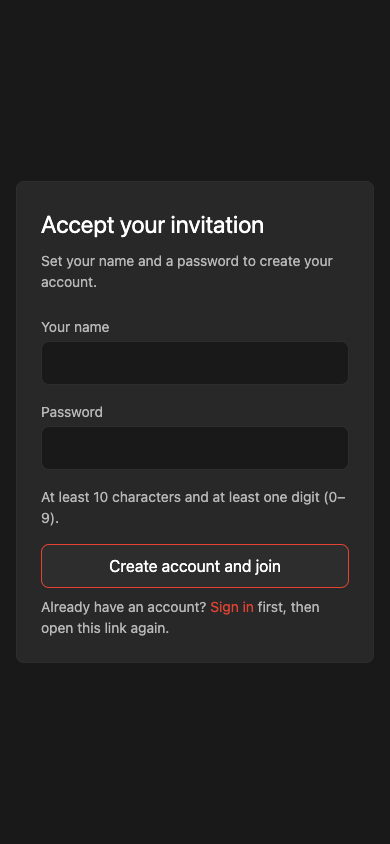 Accept your invitation
Set your name and a password to create your
account.
Your name
Password
At least 10 characters and at least one digit (0–
9).
Create account and join
Already have an account? Sign in first, then
open this link again.